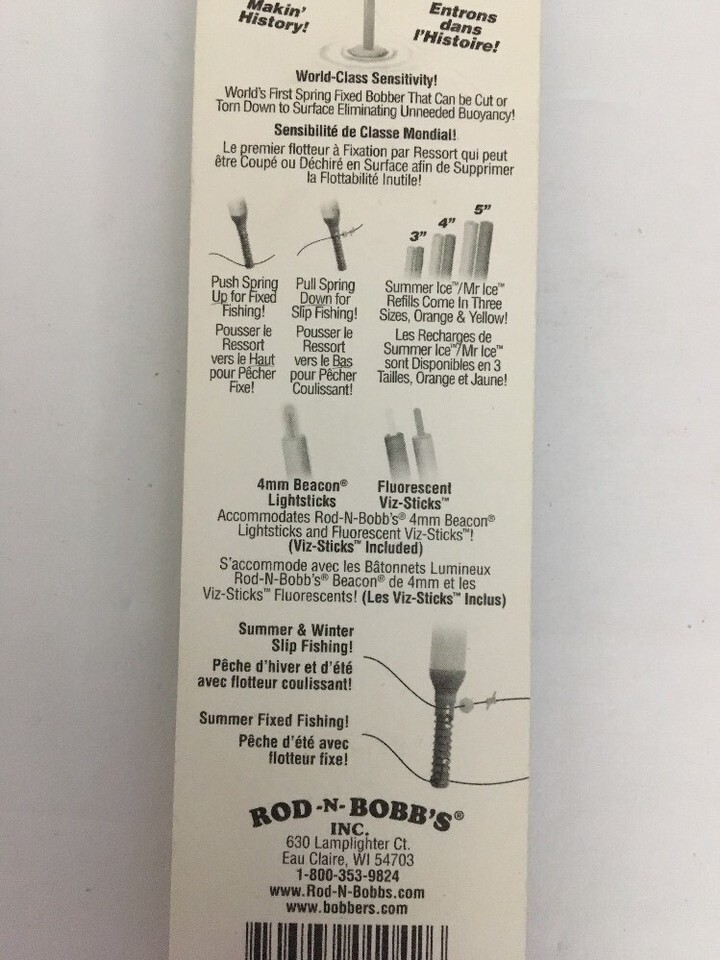 Makin'
History!
Entrons
dans
l'Histoire!
World-Class Sensitivity!
World's First Spring Fixed Bobber That Can be Cut or
Torn Down to Surface Eliminating Unneeded Buoyancy!
Sensibilité de Classe Mondial!
Le premier flotteur à Fixation par Ressort qui peut
être Coupé ou Déchiré en Surface afin de Supprimer
la Flottabilité Inutile!
Push Spring
Up for Fixed
Fishing!
Pousser le
Ressort
vers le Haut
pour Pêcher
Fixe!
Pull Spring
Down for
Slip Fishing!
Pousser le
Ressort
vers le Bas
pour Pêcher
Coulissant!
3" 4" 5"
Summer Ice™/Mr Ice™
Refills Come In Three
Sizes, Orange & Yellow!
Les Recharges de
Summer Ice™/Mr Ice™
sont Disponibles en 3
Tailles, Orange et Jaune!
4mm Beacon®
Lightsticks
Fluorescent
Viz-Sticks™
Accommodates Rod-N-Bobb's® 4mm Beacon®
Lightsticks and Fluorescent Viz-Sticks™!
(Viz-Sticks™ Included)
S'accommode avec les Bâtonnets Lumineux
Rod-N-Bobb's® Beacon® de 4mm et les
Viz-Sticks™ Fluorescents! (Les Viz-Sticks™ Inclus)
Summer & Winter
Slip Fishing!
Pêche d'hiver et d'été
avec flotteur coulissant!
Summer Fixed Fishing!
Pêche d'été avec
flotteur fixe!
ROD-N-BOBB'S®
INC.
630 Lamplighter Ct.
Eau Claire, WI 54703
1-800-353-9824
www.Rod-N-Bobbs.com
www.bobbers.com